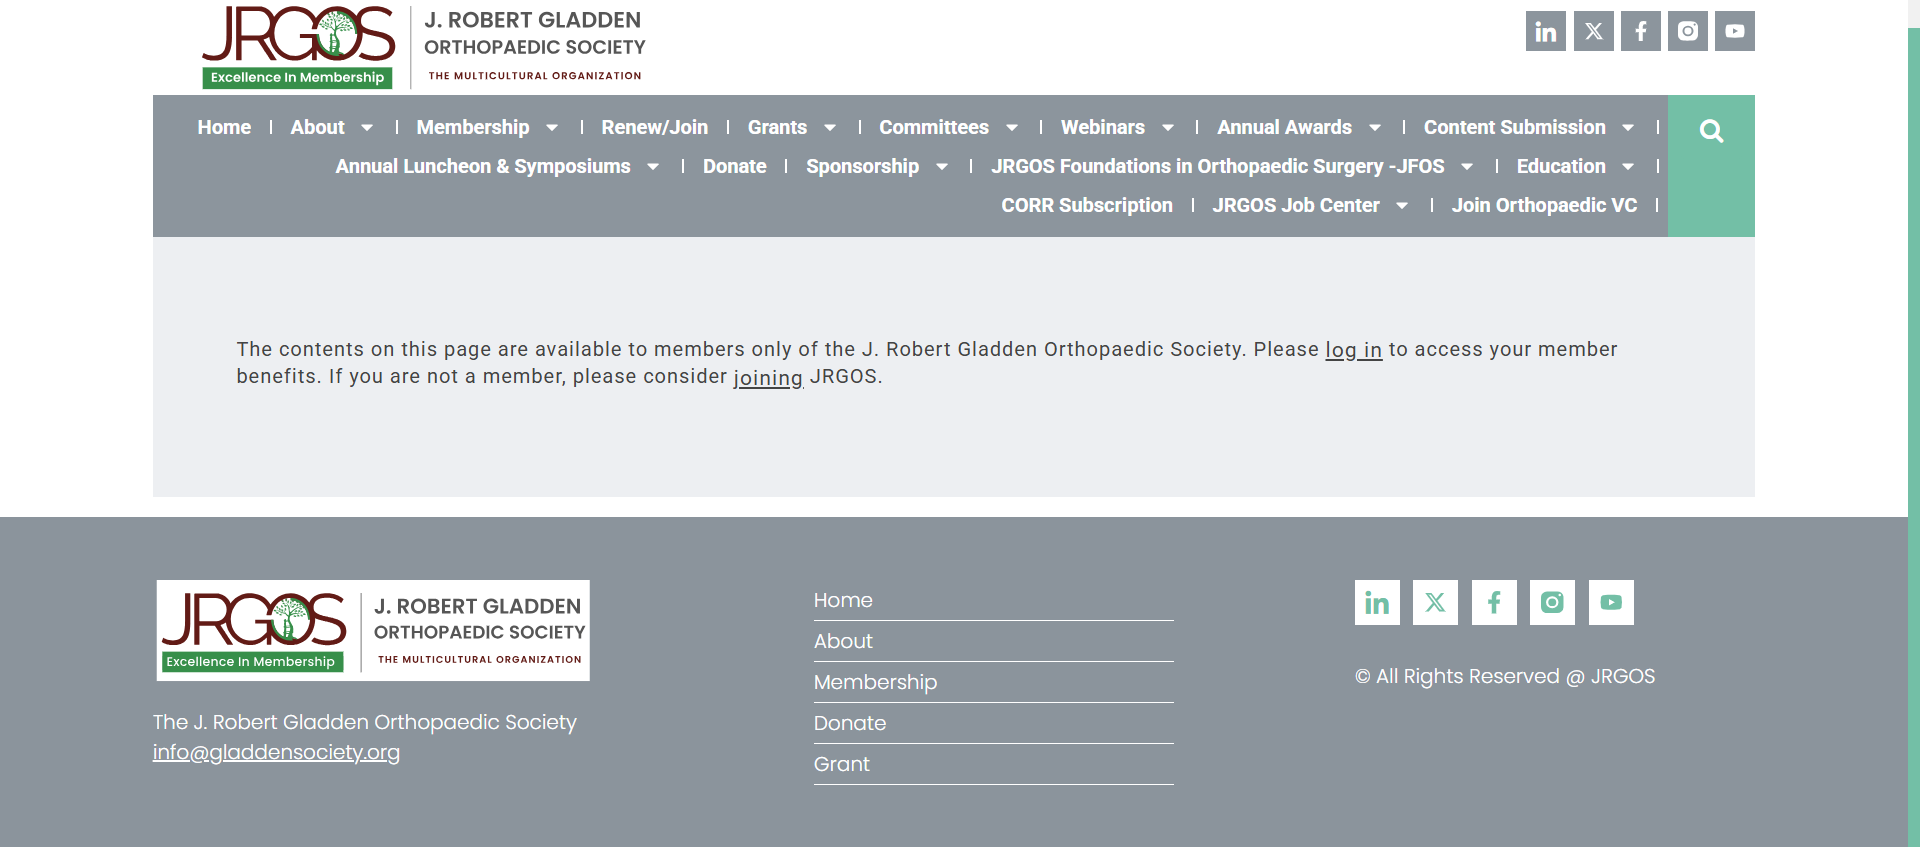 JRGOS
Excellence In Membership
J. ROBERT GLADDEN
ORTHOPAEDIC SOCIETY
THE MULTICULTURAL ORGANIZATION
Home | About | Membership | Renew/Join | Grants | Committees | Webinars | Annual Awards | Content Submission |
Annual Luncheon & Symposiums | Donate | Sponsorship | JRGOS Foundations in Orthopaedic Surgery -JFOS | Education |
CORR Subscription | JRGOS Job Center | Join Orthopaedic VC |
The contents on this page are available to members only of the J. Robert Gladden Orthopaedic Society. Please log in to access your member
benefits. If you are not a member, please consider joining JRGOS.
JRGOS
Excellence In Membership
J. ROBERT GLADDEN
ORTHOPAEDIC SOCIETY
THE MULTICULTURAL ORGANIZATION
The J. Robert Gladden Orthopaedic Society
info@gladdensociety.org
Home
About
Membership
Donate
Grant
© All Rights Reserved @ JRGOS